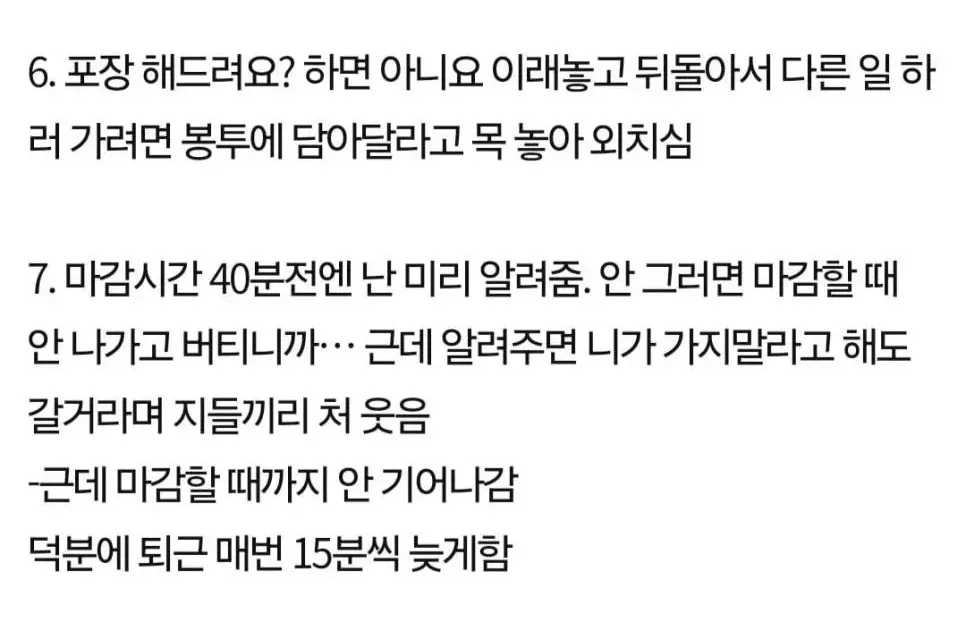 6. 포장 해드려요? 하면 아니요 이래놓고 뒤돌아서 다른 일 하
러 가려면 봉투에 담아달라고 목 놓아 외치심
7. 마감시간 40분전엔 난 미리 알려줌. 안 그러면 마감할 때
안 나가고 버티니까… 근데 알려주면 니가 가지말라고 해도
갈거라며 지들끼리 처 웃음
-근데 마감할 때까지 안 기어나감
덕분에 퇴근 매번 15분씩 늦게함